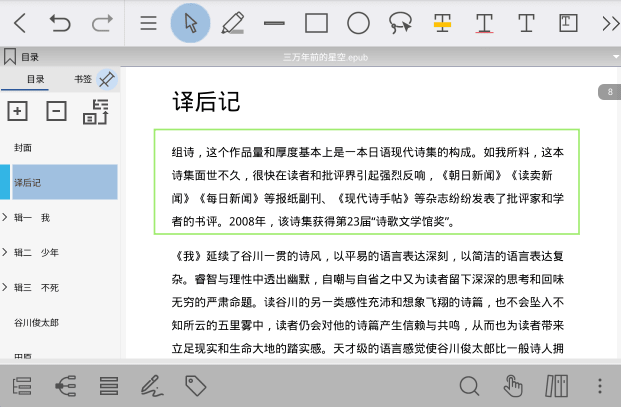 三万年前的星空.epub
目录
目录 书签
封面
译后记
辑一 我
辑二 少年
辑三 不死
谷川俊太郎
田原
8
译后记
组诗，这个作品量和厚度基本上是一本日语现代诗集的构成。如我所料，这本
诗集面世不久，很快在读者和批评界引起强烈反响，《朝日新闻》《读卖新
闻》《每日新闻》等报纸副刊、《现代诗手帖》等杂志纷纷发表了批评家和学
者的书评。2008年，该诗集获得第23届“诗歌文学馆奖”。
《我》延续了谷川一贯的诗风，以平易的语言表达深刻，以简洁的语言表达复
杂。睿智与理性中透出幽默，自嘲与自省之中又为读者留下深深的思考和回味
无穷的严肃命题。读谷川的另一类感性充沛和想象飞翔的诗篇，也不会坠入不
知所云的五里雾中，读者仍会对他的诗篇产生信赖与共鸣，从而也为读者带来
立足现实和生命大地的踏实感。天才级的语言感觉使谷川俊太郎比一般诗人拥